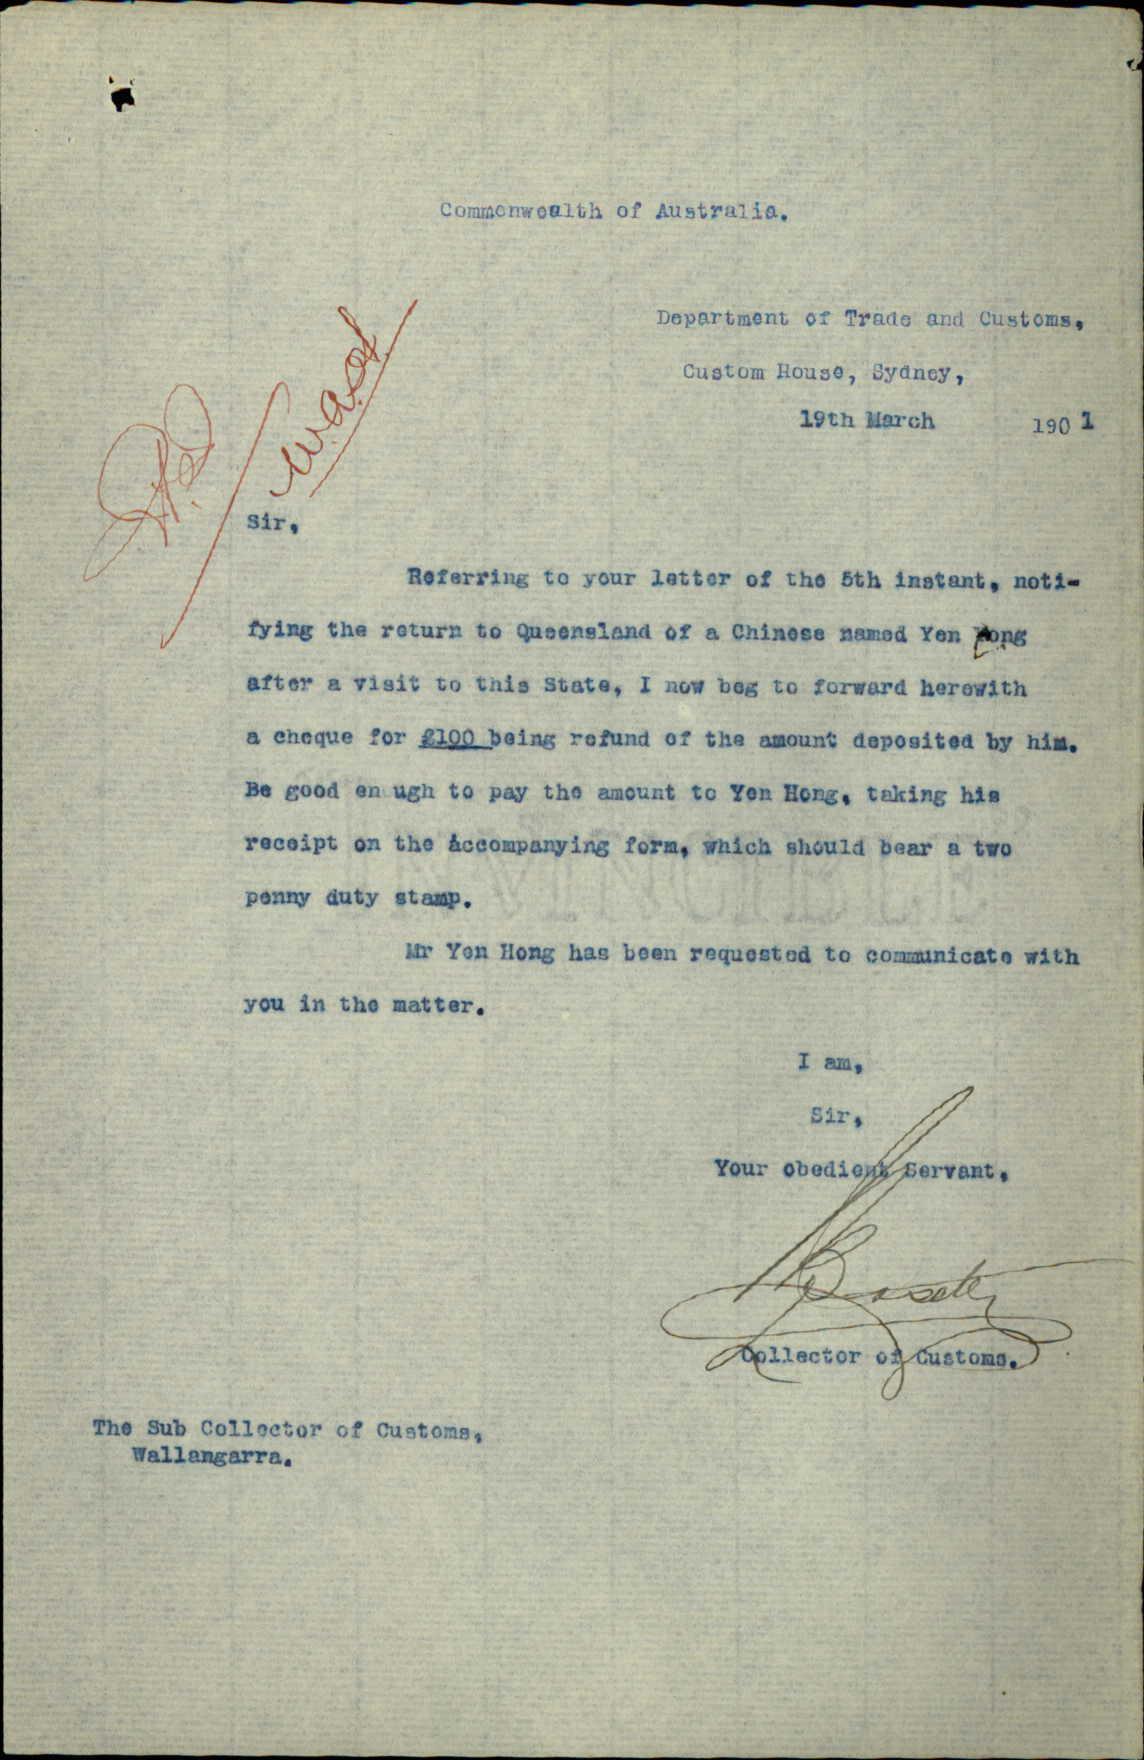 Commonwealth of Australia.
Department of Trade and Customs,
Custom House, Sydney,
19th March 1901
Sir,
Referring to your letter of the 5th instant, noti-
fying the return to Queensland of a Chinese named Yen Hong
after a visit to this State, I now beg to forward herewith
a cheque for £100 being refund of the amount deposited by him.
Be good en ugh to pay the amount to Yen Hong, taking his
receipt on the accompanying form, which should bear a two
penny duty stamp.
Mr Yen Hong has been requested to communicate with
you in the matter.
I am,
Sir,
Your obedient Servant,
Collector of Customs.
The Sub Collector of Customs,
Wallangarra.